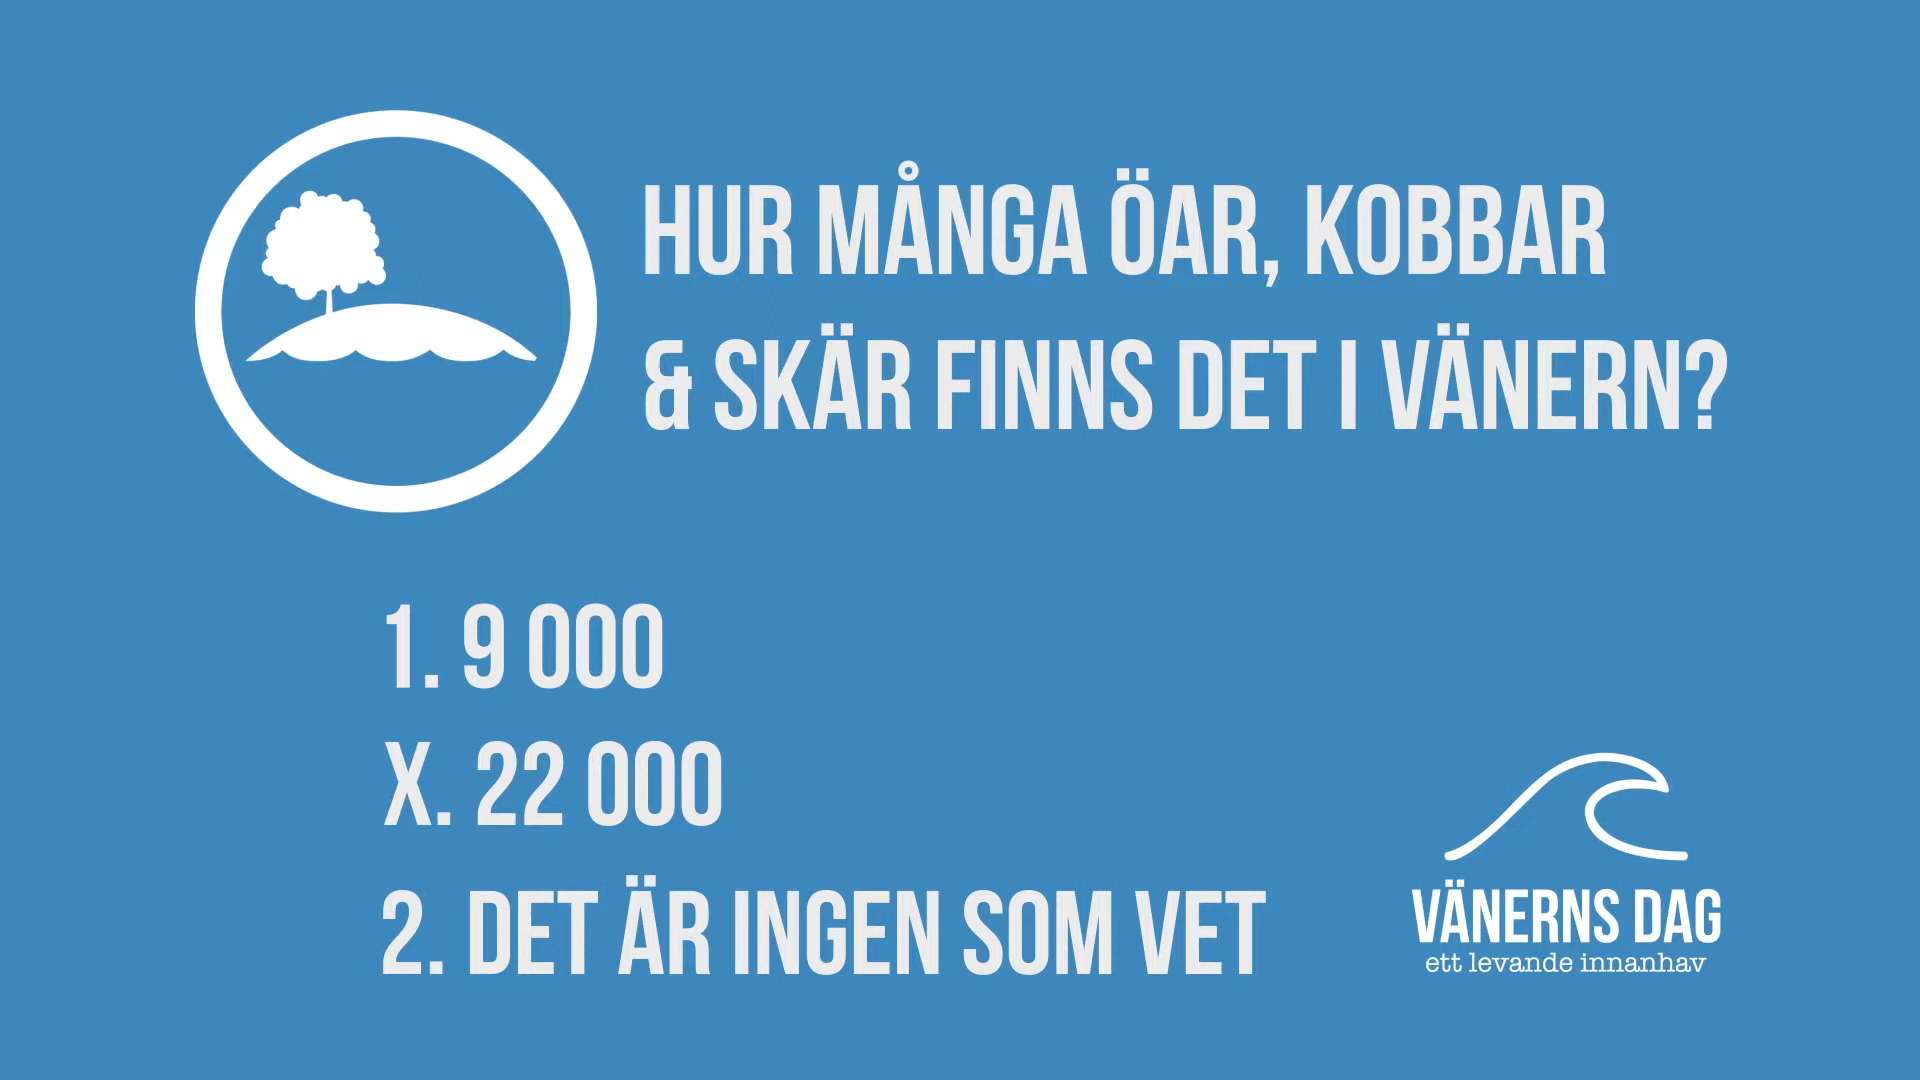 HUR MÅNGA ÖAR, KOBBAR
& SKÄR FINNS DET I VÄNERN?
1. 9 000
X. 22 000
2. DET ÄR INGEN SOM VET
VÄNERNS DAG
ett levande innanhav